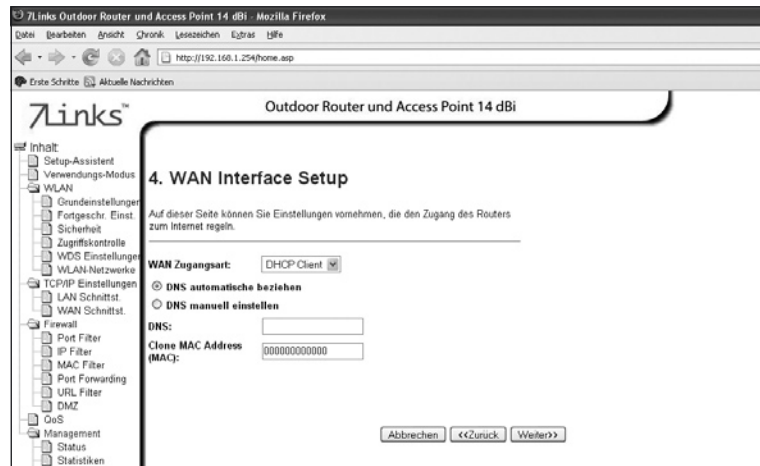 7Links Outdoor Router und Access Point 14 dBi - Mozilla Firefox
Datei Bearbeiten Ansicht Chronik Lesezeichen Extras Hilfe
http://192.168.1.254/home.asp
Erste Schritte Aktuelle Nachrichten
7Links™
Outdoor Router und Access Point 14 dBi
Inhalt
Setup-Assistent
Verwendungs-Modus
WLAN
Grundeinstellungen
Fortgeschr. Einst.
Sicherheit
Zugriffskontrolle
WDS Einstellungen
WLAN-Netzwerke
TCP/IP Einstellungen
LAN Schnittst.
WAN Schnittst.
Firewall
Port Filter
IP Filter
MAC Filter
Port Forwarding
URL Filter
DMZ
QoS
Management
Status
Statistiken
4. WAN Interface Setup
Auf dieser Seite können Sie Einstellungen vornehmen, die den Zugang des Routers
zum Internet regeln.
WAN Zugangsart: DHCP Client
DNS automatische beziehen
DNS manuell einstellen
DNS:
Clone MAC Address
(MAC): 000000000000
Abbrechen <<Zurück Weiter>>